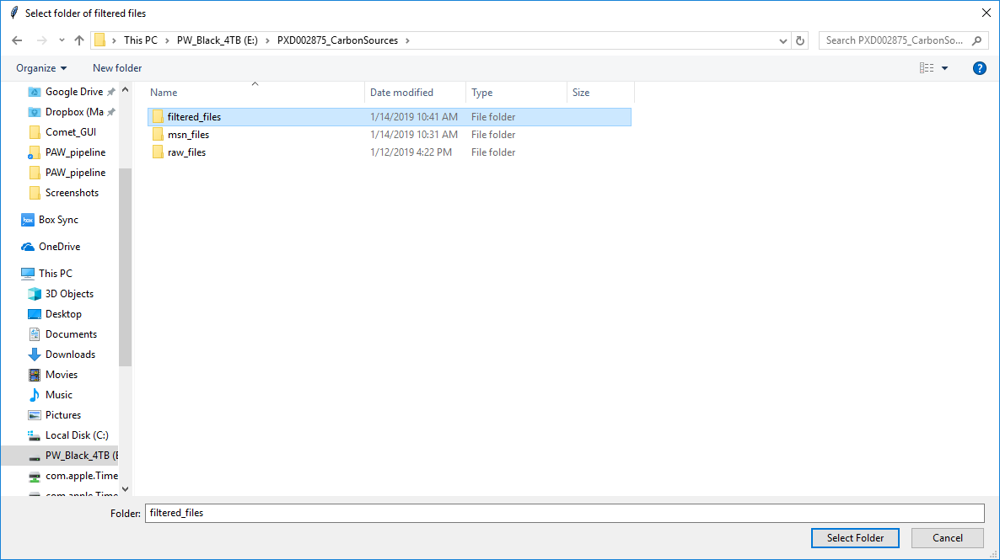 Select folder of filtered files
This PC > PW_Black_4TB (E:) > PXD002875_CarbonSources >
Search PXD002875_CarbonSo...
Organize
New folder
?
Name
Date modified
Type
Size
filtered_files 1/14/2019 10:41 AM File folder
msn_files 1/14/2019 10:31 AM File folder
raw_files 1/12/2019 4:22 PM File folder
Google Drive
Dropbox (Ma
Comet_GUI
PAW_pipeline
PAW_pipeline
Screenshots
box
Box Sync
OneDrive
This PC
3D Objects
Desktop
Documents
Downloads
Movies
Music
Pictures
Local Disk (C:)
PW_Black_4TB (E
com.apple.Time
com.apple.Time
Folder: filtered_files
Select Folder
Cancel